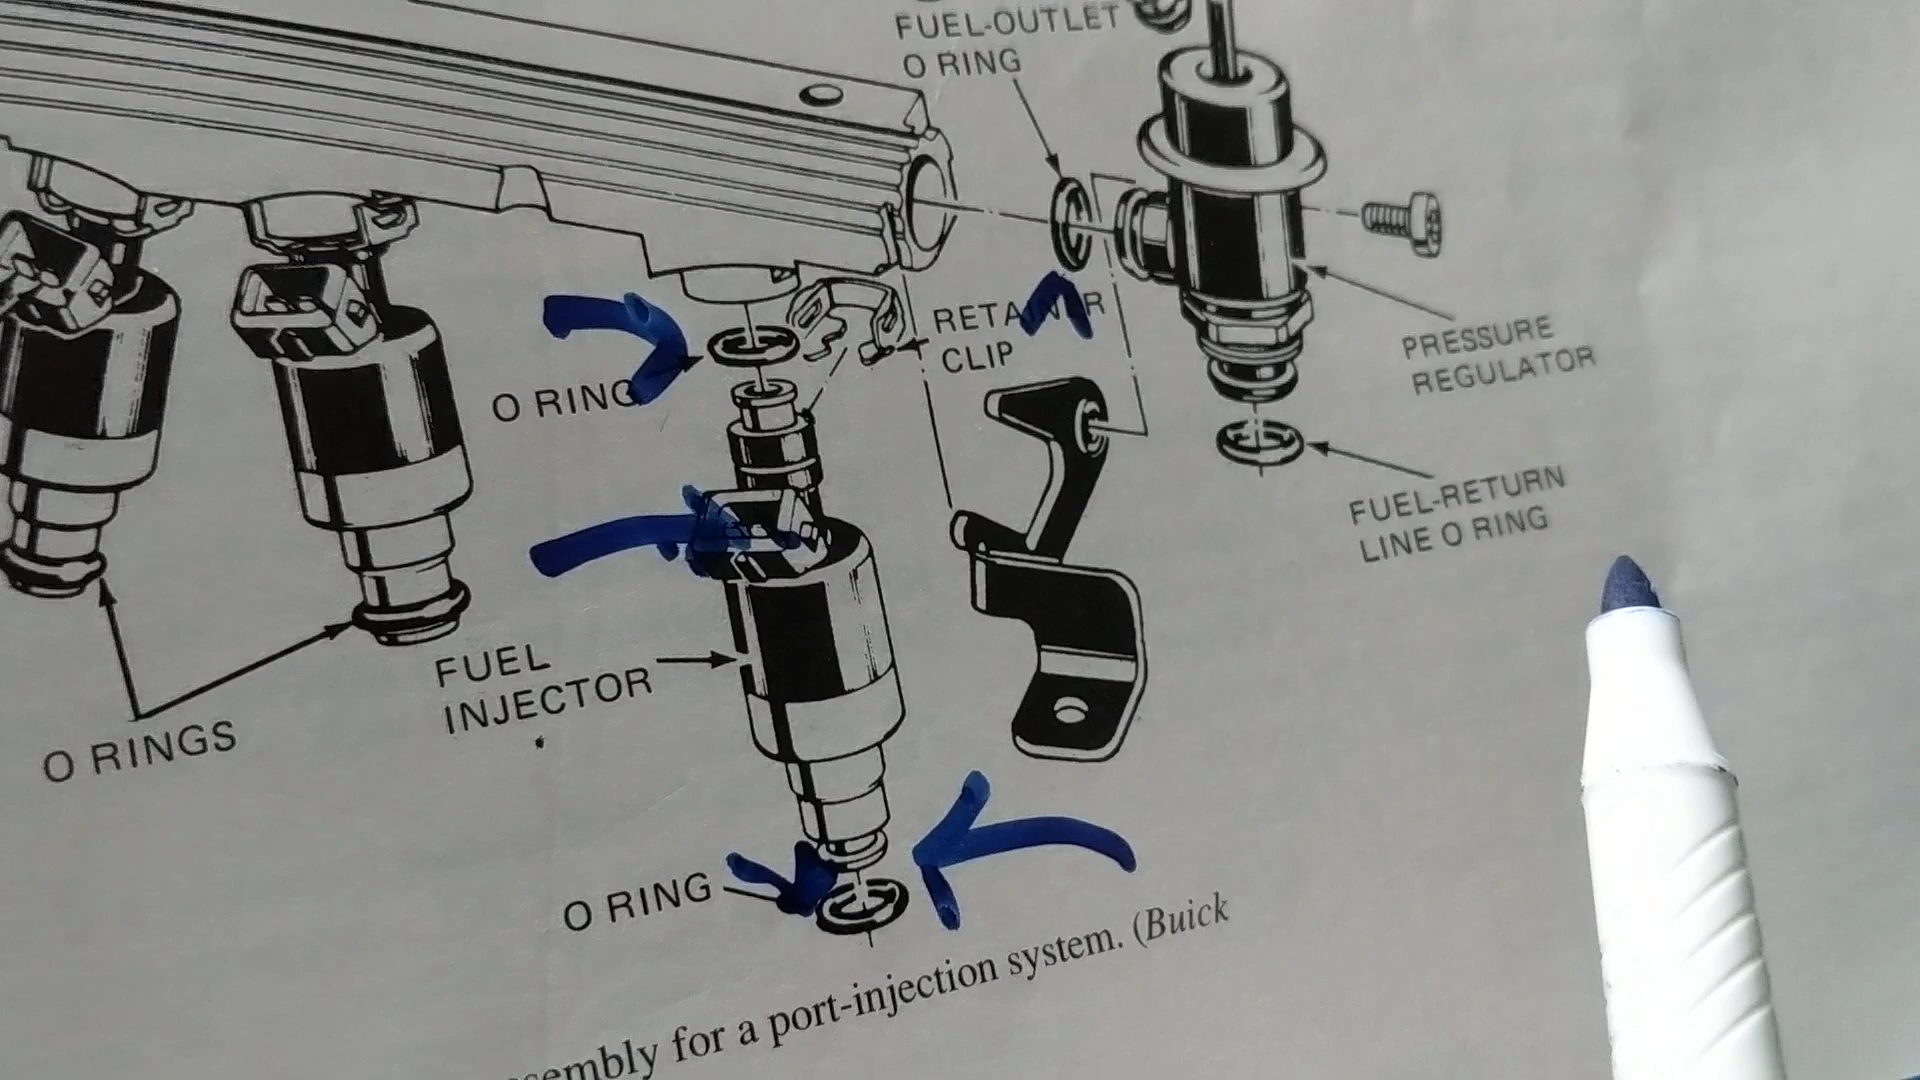 FUEL-OUTLET
O RING
RETAINER
CLIP
O RING
PRESSURE
REGULATOR
FUEL-RETURN
LINE O RING
FUEL
INJECTOR
O RINGS
O RING
for a port-injection system. (Buick